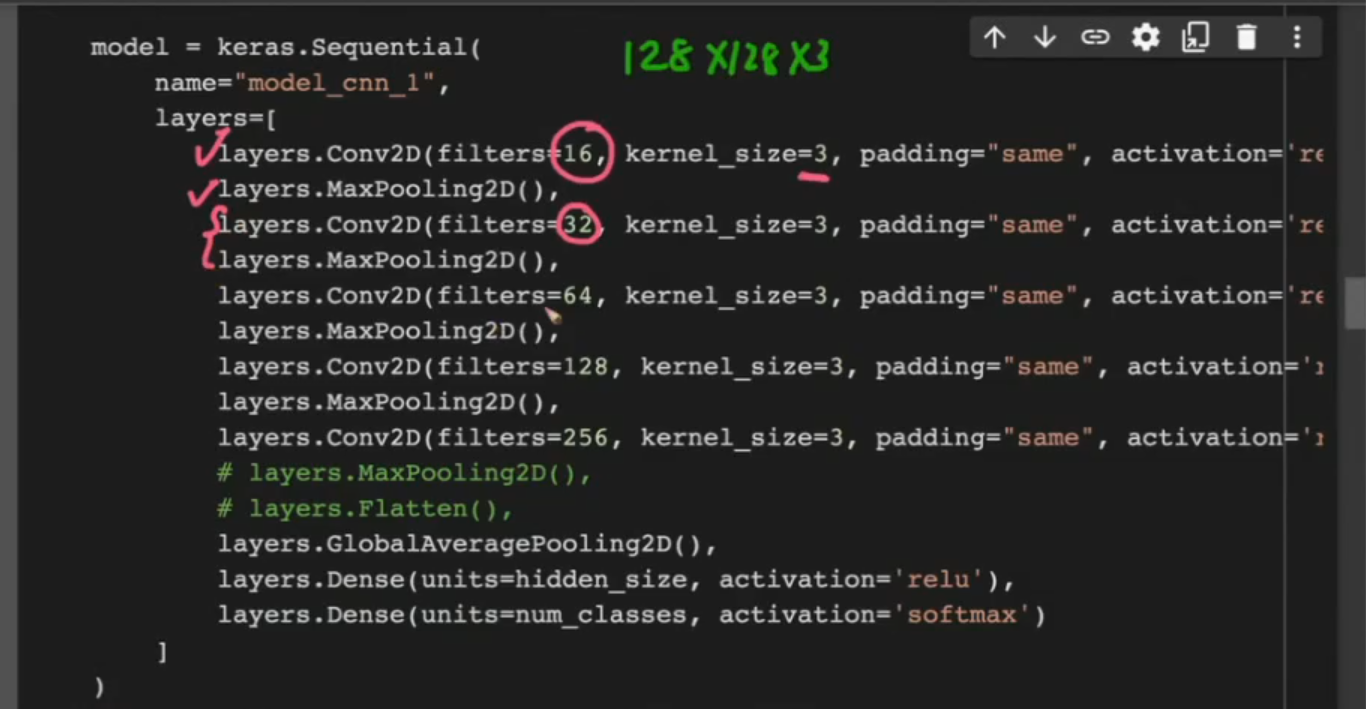 model = keras.Sequential(
128 X128 X3
name="model_cnn_1",
layers=[
layers.Conv2D(filters=16, kernel_size=3, padding="same", activation='re
layers.MaxPooling2D(),
layers.Conv2D(filters=32, kernel_size=3, padding="same", activation='re
layers.MaxPooling2D(),
layers.Conv2D(filters=64, kernel_size=3, padding="same", activation='re
layers.MaxPooling2D(),
layers.Conv2D(filters=128, kernel_size=3, padding="same", activation='
layers.MaxPooling2D(),
layers.Conv2D(filters=256, kernel_size=3, padding="same", activation='
# layers.MaxPooling2D(),
# layers.Flatten(),
layers.GlobalAveragePooling2D(),
layers.Dense(units=hidden_size, activation='relu'),
layers.Dense(units=num_classes, activation='softmax')
]
)